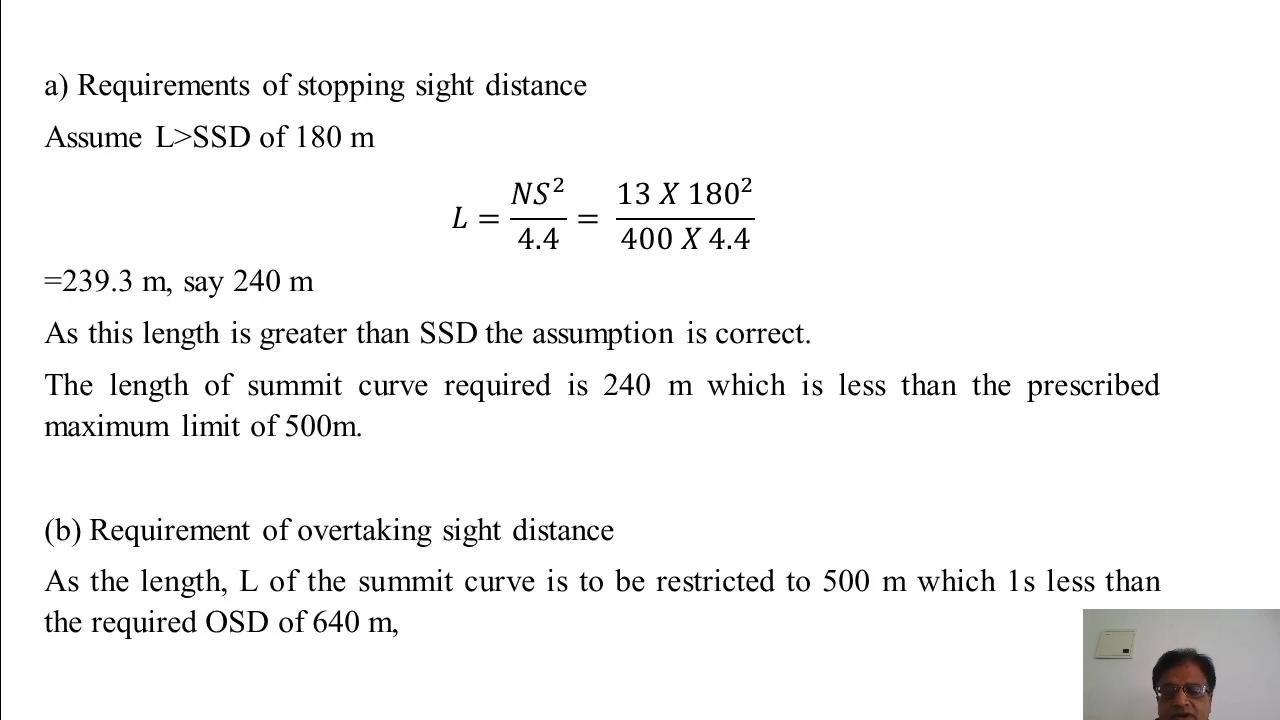 a) Requirements of stopping sight distance
Assume L>SSD of 180 m
L = NS²/4.4 = 13 X 180²/400 X 4.4
=239.3 m, say 240 m
As this length is greater than SSD the assumption is correct.
The length of summit curve required is 240 m which is less than the prescribed
maximum limit of 500m.
(b) Requirement of overtaking sight distance
As the length, L of the summit curve is to be restricted to 500 m which 1s less than
the required OSD of 640 m,